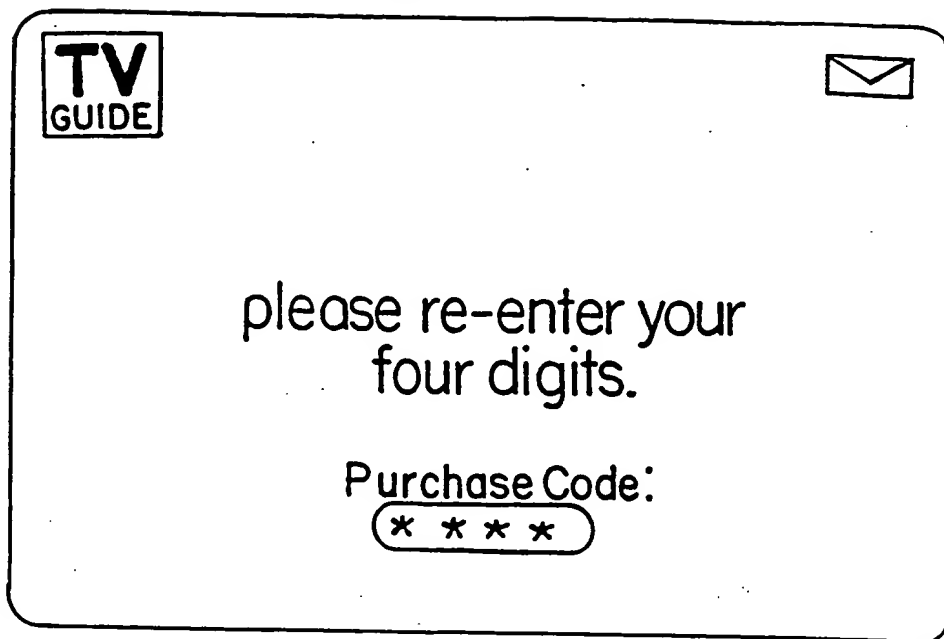 TV
GUIDE
please re-enter your
four digits.
Purchase Code:
* * * *